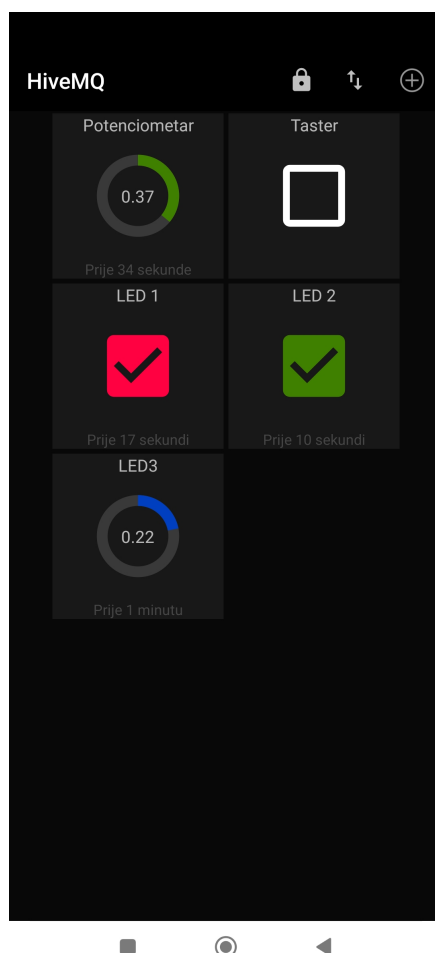 HiveMQ
Potenciometar
Taster
0.37
Prije 34 sekunde
LED 1
LED 2
Prije 17 sekundi
Prije 10 sekundi
LED3
0.22
Prije 1 minutu